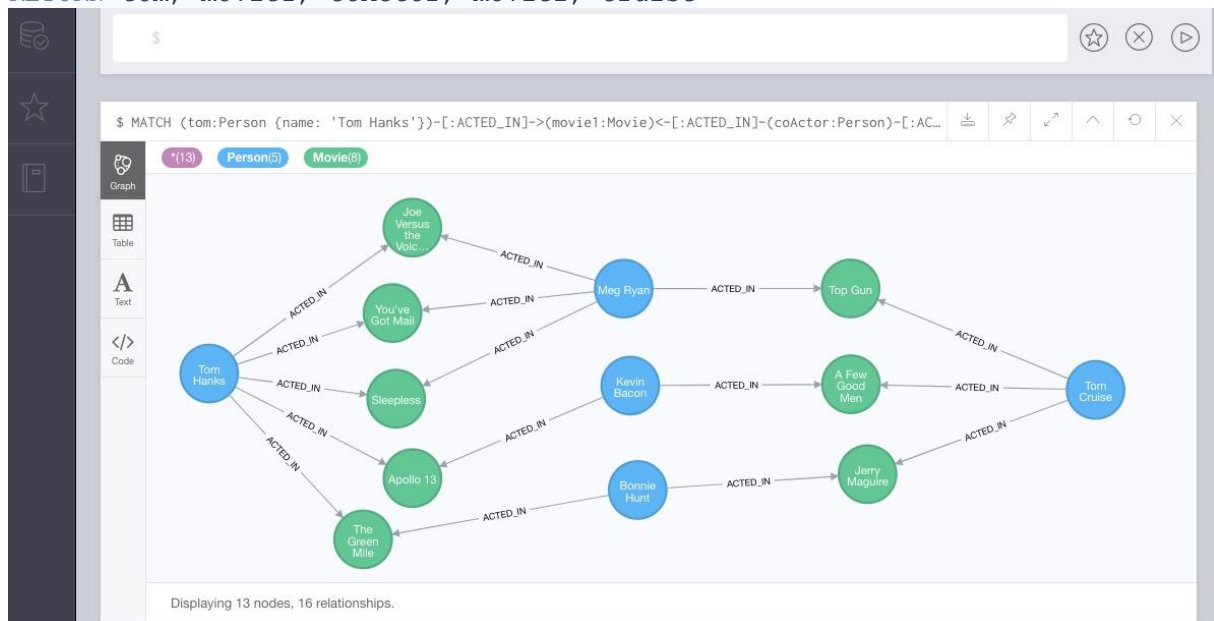 $
$ MATCH (tom:Person {name: 'Tom Hanks'})-[:ACTED_IN]->(movie1:Movie)<-[:ACTED_IN]-(coActor:Person)-[:AC…
*(13) Person(5) Movie(8)
Graph
Table
A
Text
</>
Code
Joe
Versus
the
Volc…
ACTED_IN
ACTED_IN
Meg Ryan
ACTED_IN
Top Gun
You've
Got Mail
ACTED_IN
ACTED_IN
ACTED_IN
ACTED_IN
Tom
Hanks
ACTED_IN
Sleepless
Kevin
Bacon
ACTED_IN
A Few
Good
Men
ACTED_IN
Tom
Cruise
ACTED_IN
ACTED_IN
ACTED_IN
ACTED_IN
Apollo 13
Bonnie
Hunt
ACTED_IN
Jerry
Maguire
ACTED_IN
The
Green
Mile
Displaying 13 nodes, 16 relationships.